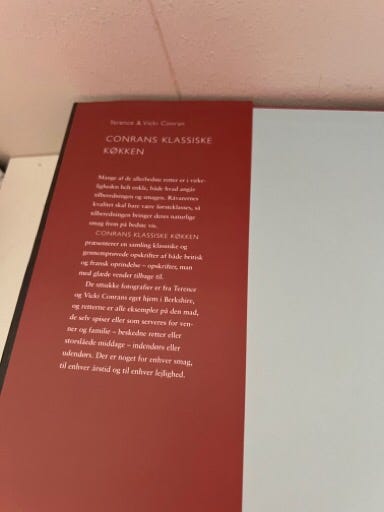 Terence & Vicki Conran
CONRANS KLASSISKE
KØKKEN
Mange af de allerbedste retter er i virke-
ligheden helt enkle, både hvad angår
tilberedningen og smagen. Råvarernes
kvalitet skal bare være førsteklasses, så
tilberedningen bringer deres naturlige
smag frem på bedste vis.
CONRANS KLASSISKE KØKKEN
præsenterer en samling klassiske og
gennemprøvede opskrifter af både britisk
og fransk oprindelse – opskrifter, man
med glæde vender tilbage til.
De smukke fotografier er fra Terence
og Vicki Conrans eget hjem i Berkshire,
og retterne er alle eksempler på den mad,
de selv spiser eller som serveres for ven-
ner og familie – beskedne retter eller
storslåede middage – indendørs eller
udendørs. Der er noget for enhver smag,
til enhver årstid og til enhver lejlighed.